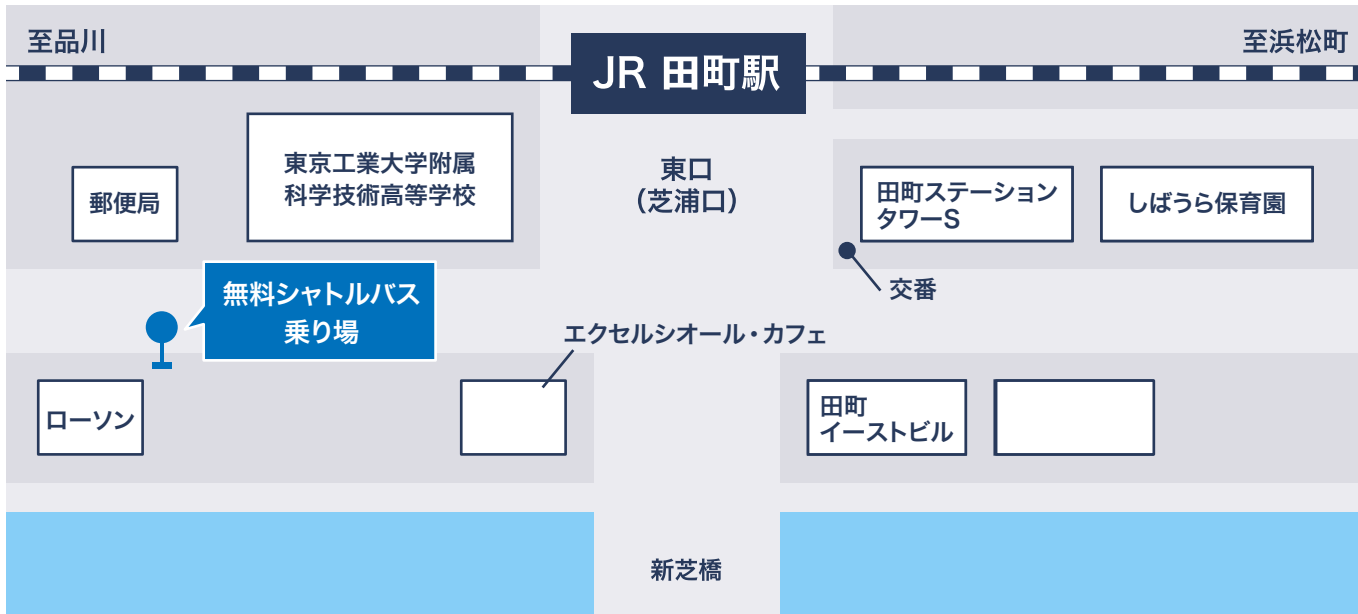 至品川
至浜松町
JR 田町駅
東京工業大学附属
科学技術高等学校
郵便局
東口
（芝浦口）
田町ステーション
タワーS
しばうら保育園
交番
無料シャトルバス
乗り場
エクセルシオール・カフェ
ローソン
田町
イーストビル
新芝橋